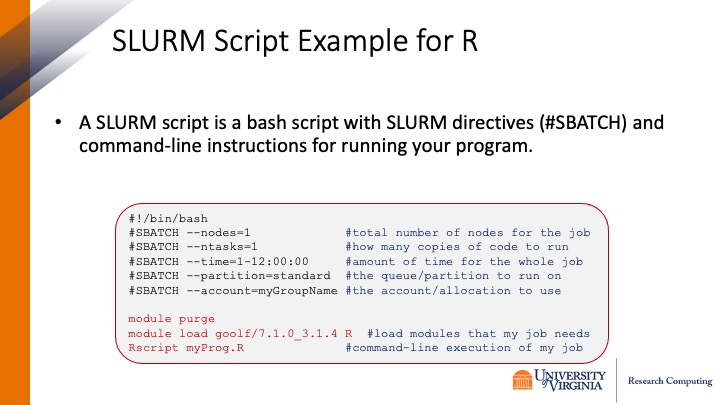 SLURM Script Example for R
• A SLURM script is a bash script with SLURM directives (#SBATCH) and
command-line instructions for running your program.
#!/bin/bash
#SBATCH --nodes=1 #total number of nodes for the job
#SBATCH --ntasks=1 #how many copies of code to run
#SBATCH --time=1-12:00:00 #amount of time for the whole job
#SBATCH --partition=standard #the queue/partition to run on
#SBATCH --account=myGroupName #the account/allocation to use
module purge
module load goolf/7.1.0_3.1.4 R #load modules that my job needs
Rscript myProg.R #command-line execution of my job
UNIVERSITY
of VIRGINIA
Research Computing